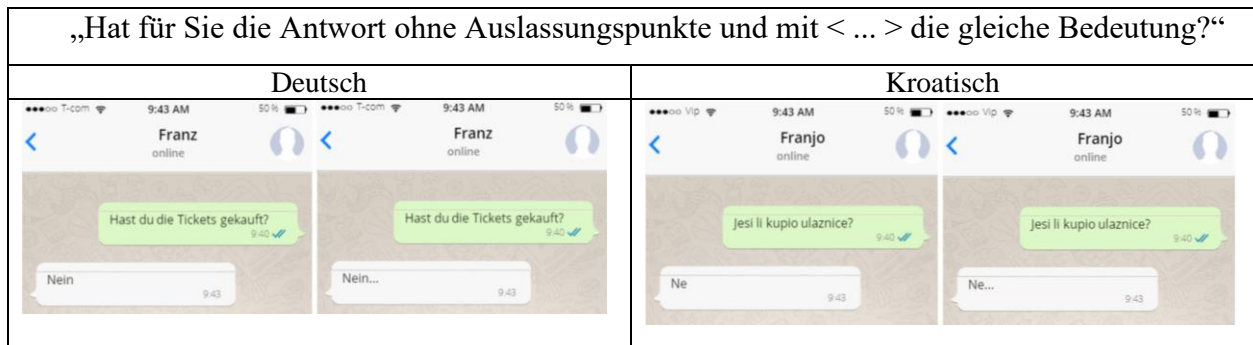 „Hat für Sie die Antwort ohne Auslassungspunkte und mit < ... > die gleiche Bedeutung?“
Deutsch
Kroatisch
T-com 9:43 AM 50 %
Franz
online
Hast du die Tickets gekauft?
9:40
Nein
9:43
T-com 9:43 AM 50 %
Franz
online
Hast du die Tickets gekauft?
9:40
Nein...
9:43
Vip 9:43 AM 50 %
Franjo
online
Jesi li kupio ulaznice?
9:40
Ne
9:43
Vip 9:43 AM 50 %
Franjo
online
Jesi li kupio ulaznice?
9:40
Ne...
9:43